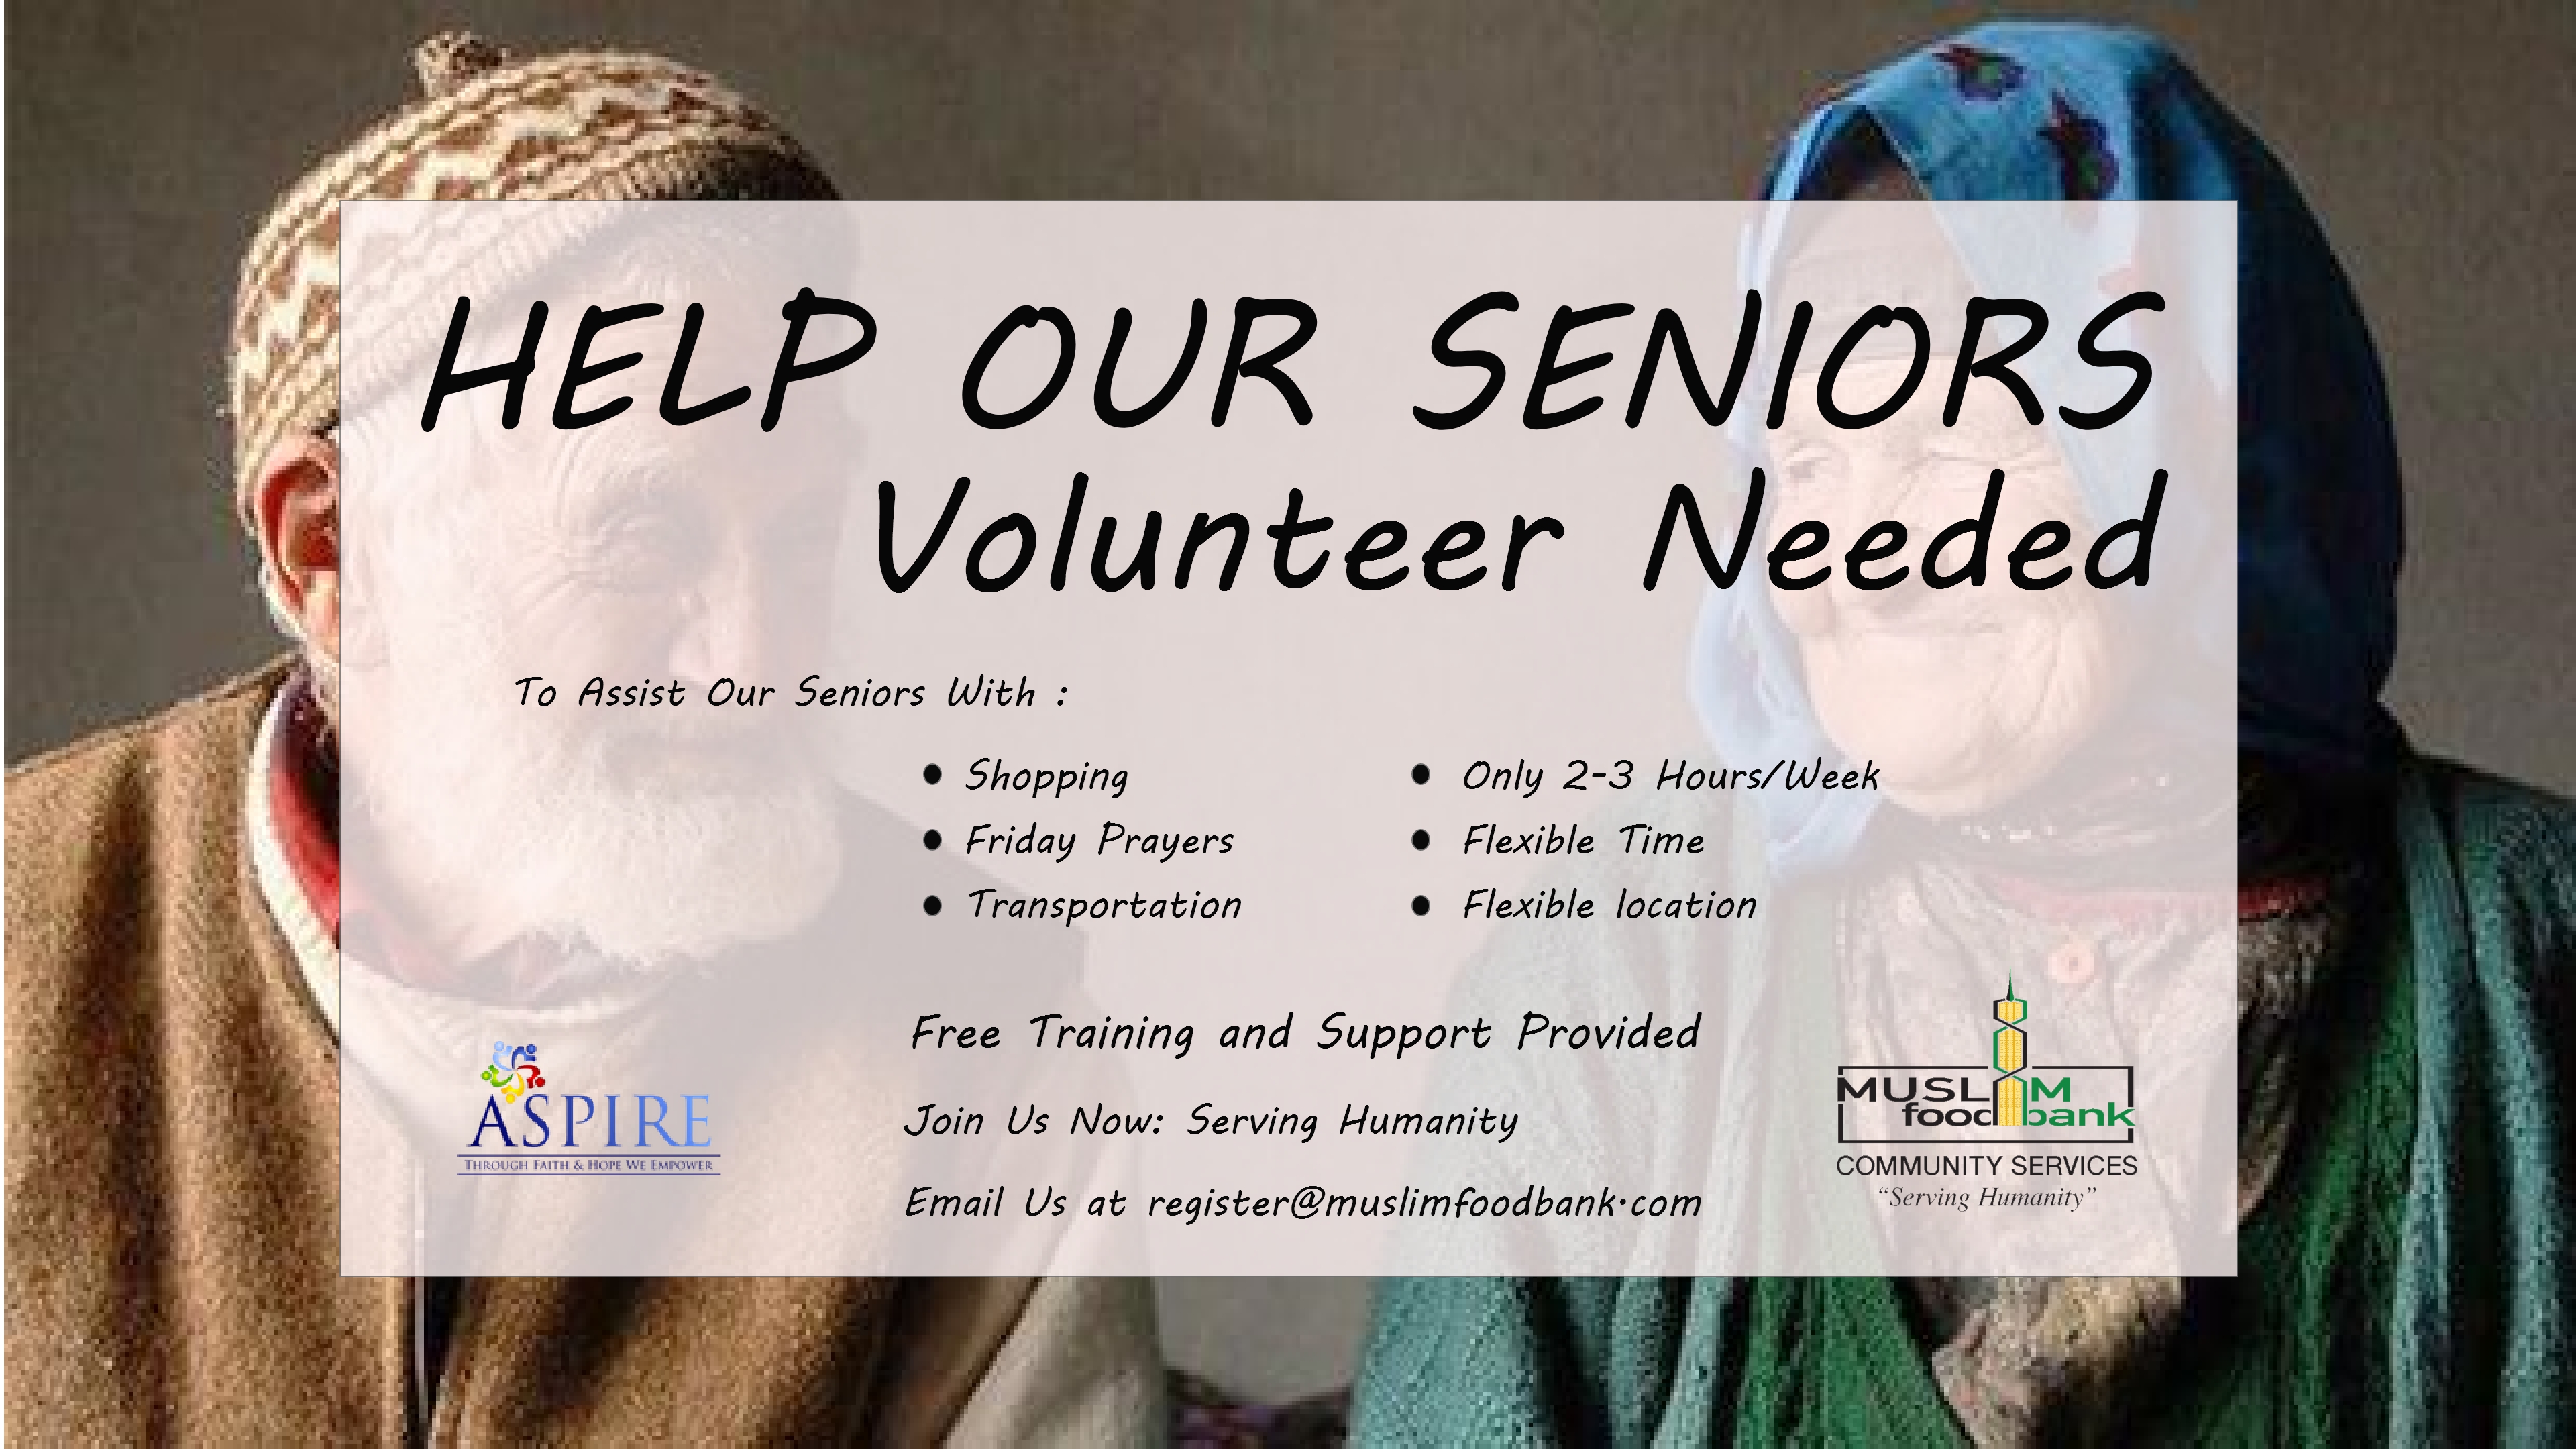 HELP OUR SENIORS
Volunteer Needed
To Assist Our Seniors With :
• Shopping
• Friday Prayers
• Transportation
• Only 2-3 Hours/Week
• Flexible Time
• Flexible location
Free Training and Support Provided
Join Us Now: Serving Humanity
Email Us at register@muslimfoodbank.com
ASPIRE
THROUGH FAITH & HOPE WE EMPOWER
MUSLIM
foodbank
COMMUNITY SERVICES
“Serving Humanity”